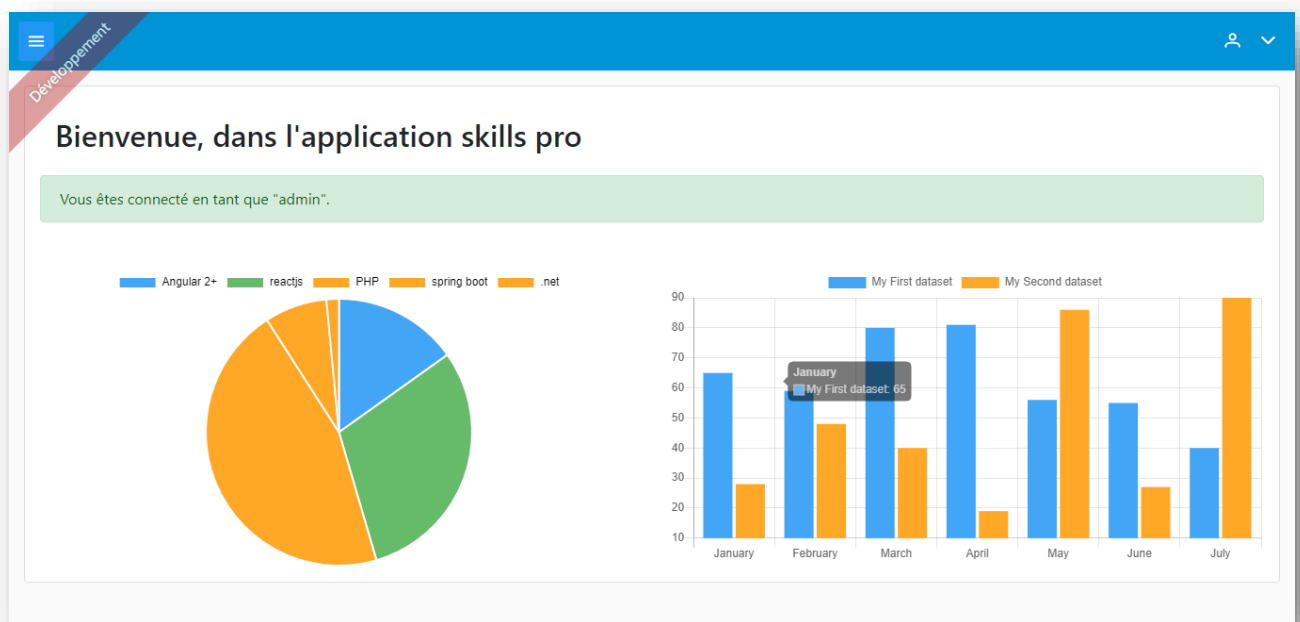 Développement
Bienvenue, dans l'application skills pro
Vous êtes connecté en tant que "admin".
Angular 2+ reactjs PHP spring boot .net
My First dataset My Second dataset
90
80
70
60
50
40
30
20
10
January
My First dataset: 65
January February March April May June July